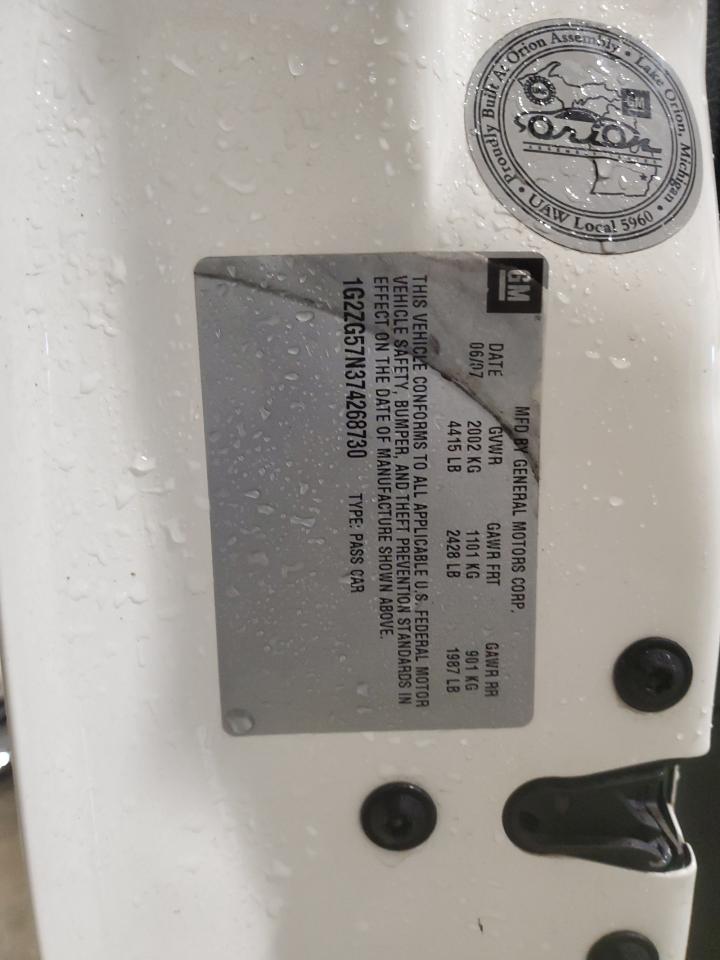 Proudly Built At Orion Assembly • Lake Orion, Michigan
GM
Orion
• UAW Local 5960 •
GM
MFD BY GENERAL MOTORS CORP.
DATE GVWR GAWR FRT GAWR RR
06/07 2002 KG 1101 KG 901 KG
4415 LB 2428 LB 1987 LB
THIS VEHICLE CONFORMS TO ALL APPLICABLE U.S. FEDERAL MOTOR
VEHICLE SAFETY, BUMPER, AND THEFT PREVENTION STANDARDS IN
EFFECT ON THE DATE OF MANUFACTURE SHOWN ABOVE.
1G2ZG57N374268730 TYPE: PASS CAR